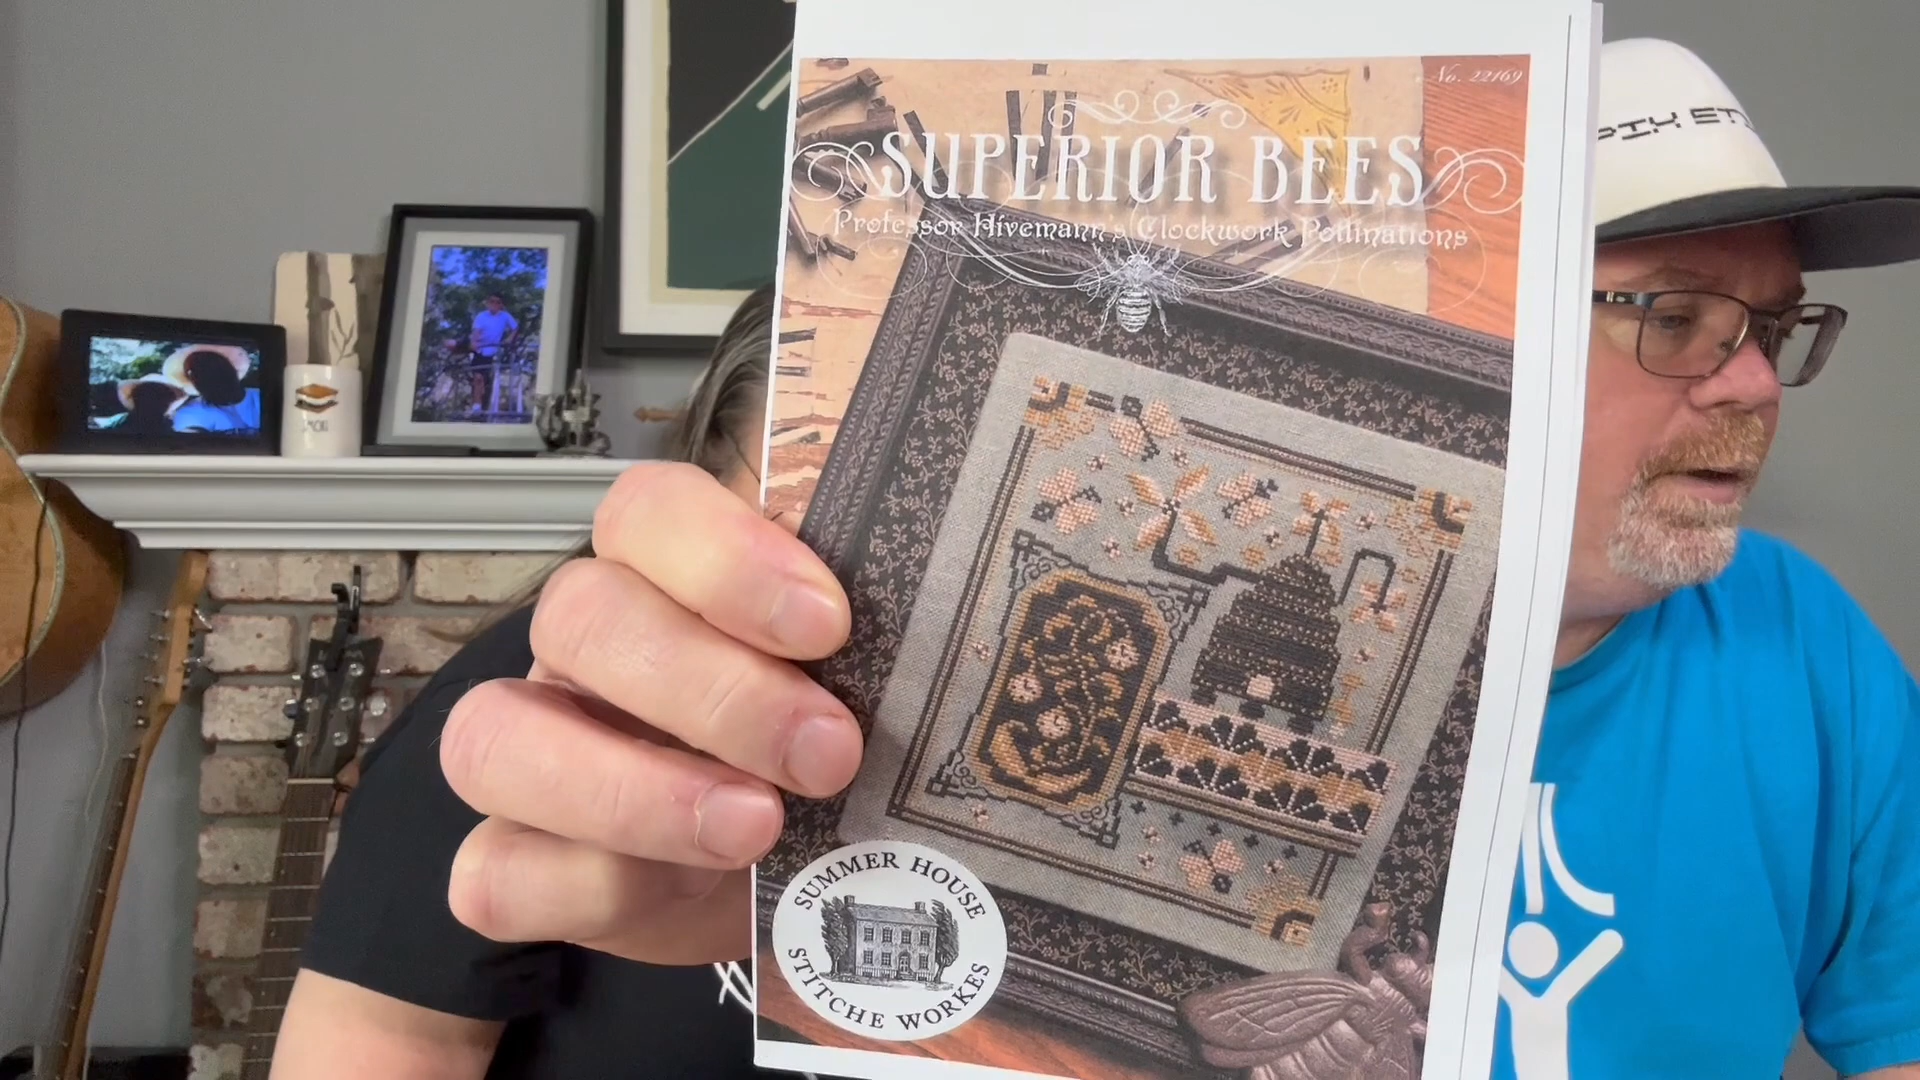 No. 22169
SUPERIOR BEES
Professor Hivemann's Clockwork Pollinations
SUMMER HOUSE
STITCHE WORKES